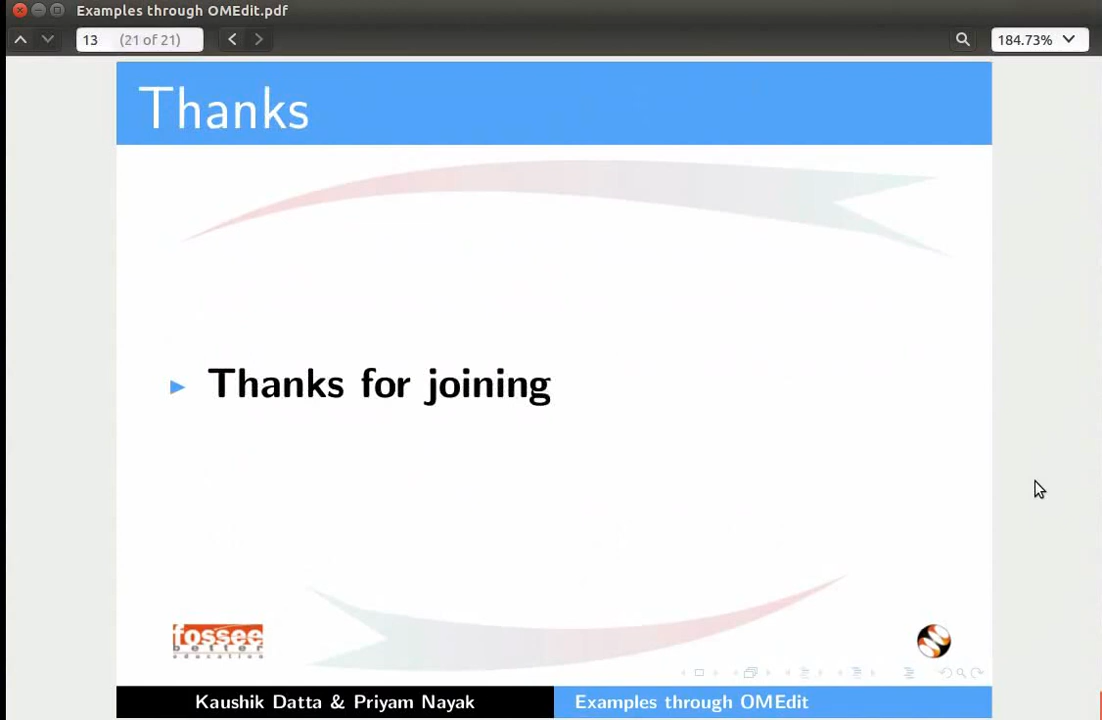 Examples through OMEdit.pdf
13 (21 of 21)
184.73%
Thanks
Thanks for joining
fossee
better
education
Kaushik Datta & Priyam Nayak
Examples through OMEdit